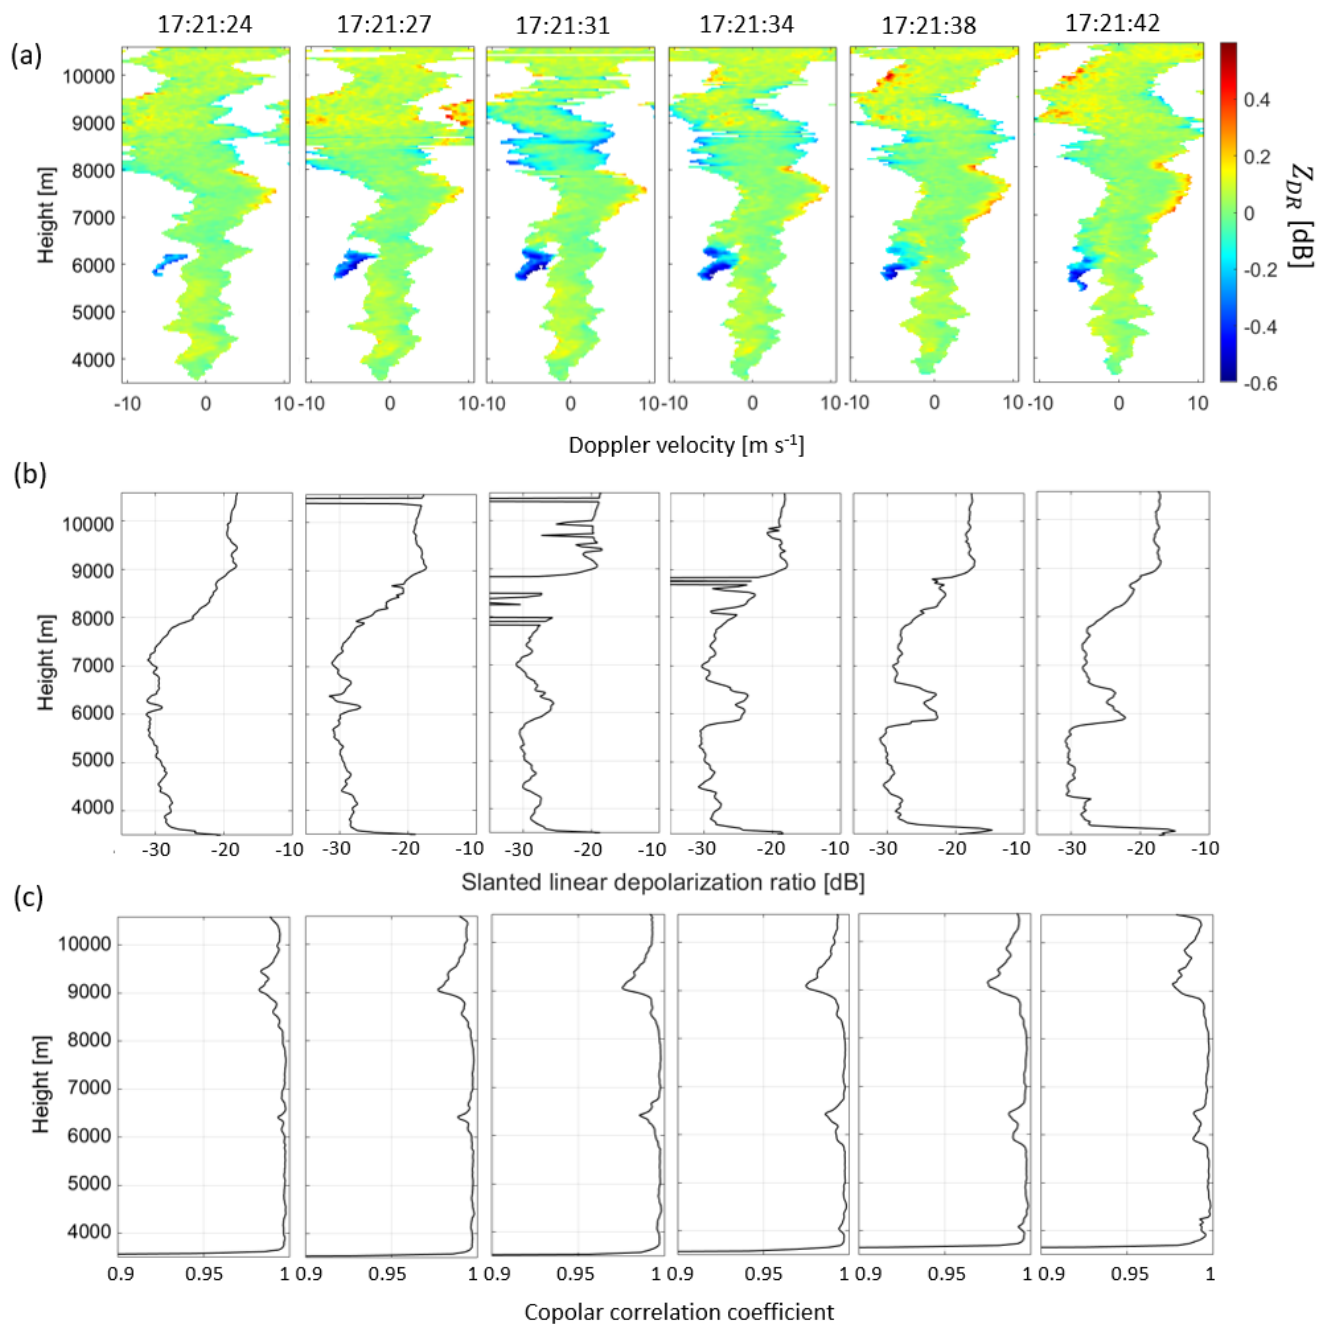 17:21:24 17:21:27 17:21:31 17:21:34 17:21:38 17:21:42
(a)
10000
9000
8000
7000
6000
5000
4000
Height [m]
0.4
0.2
0
-0.2
-0.4
-0.6
Z_DR [dB]
-10 0 10 -10 0 10 -10 0 10 -10 0 10 -10 0 10 -10 0 10
Doppler velocity [m s-1]
(b)
10000
9000
8000
7000
6000
5000
4000
Height [m]
-30 -20 -10 -30 -20 -10 -30 -20 -10 -30 -20 -10 -30 -20 -10 -30 -20 -10
Slanted linear depolarization ratio [dB]
(c)
10000
9000
8000
7000
6000
5000
4000
Height [m]
0.9 0.95 1 0.9 0.95 1 0.9 0.95 1 0.9 0.95 1 0.9 0.95 1 0.9 0.95 1
Copolar correlation coefficient